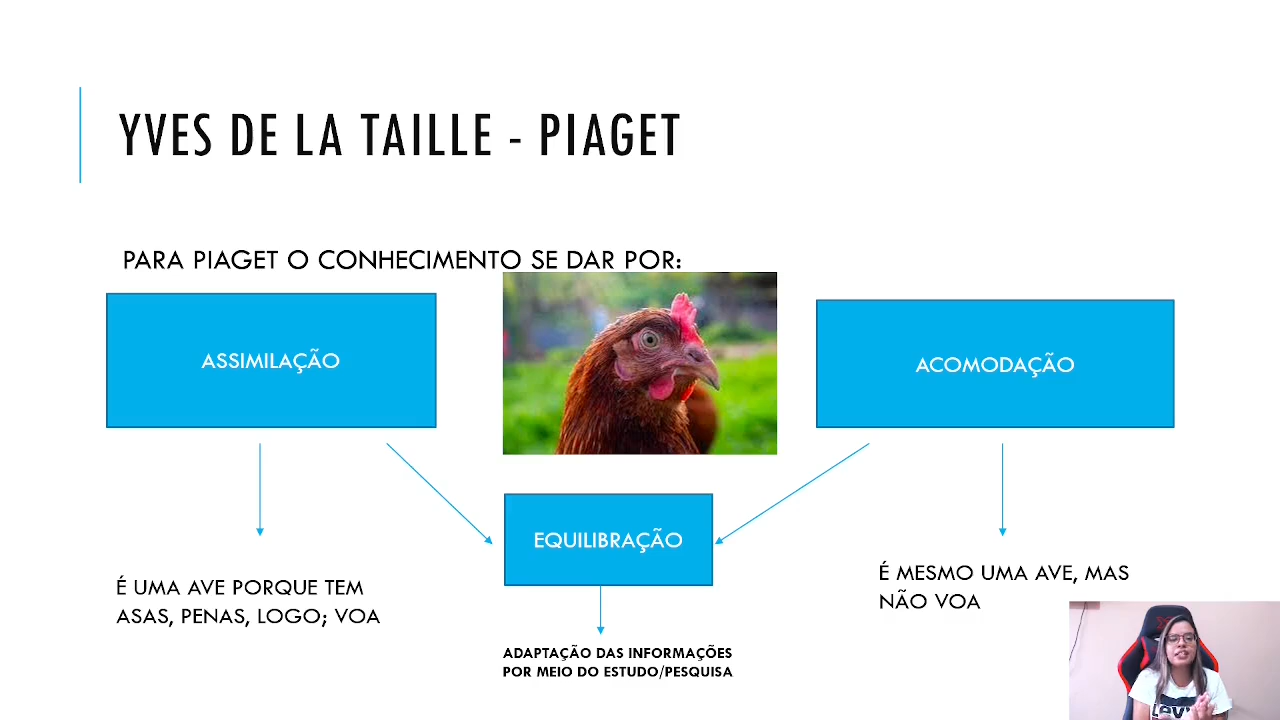 YVES DE LA TAILLE - PIAGET
PARA PIAGET O CONHECIMENTO SE DAR POR:
ASSIMILAÇÃO
ACOMODAÇÃO
EQUILIBRAÇÃO
É UMA AVE PORQUE TEM
ASAS, PENAS, LOGO; VOA
É MESMO UMA AVE, MAS
NÃO VOA
ADAPTAÇÃO DAS INFORMAÇÕES
POR MEIO DO ESTUDO/PESQUISA